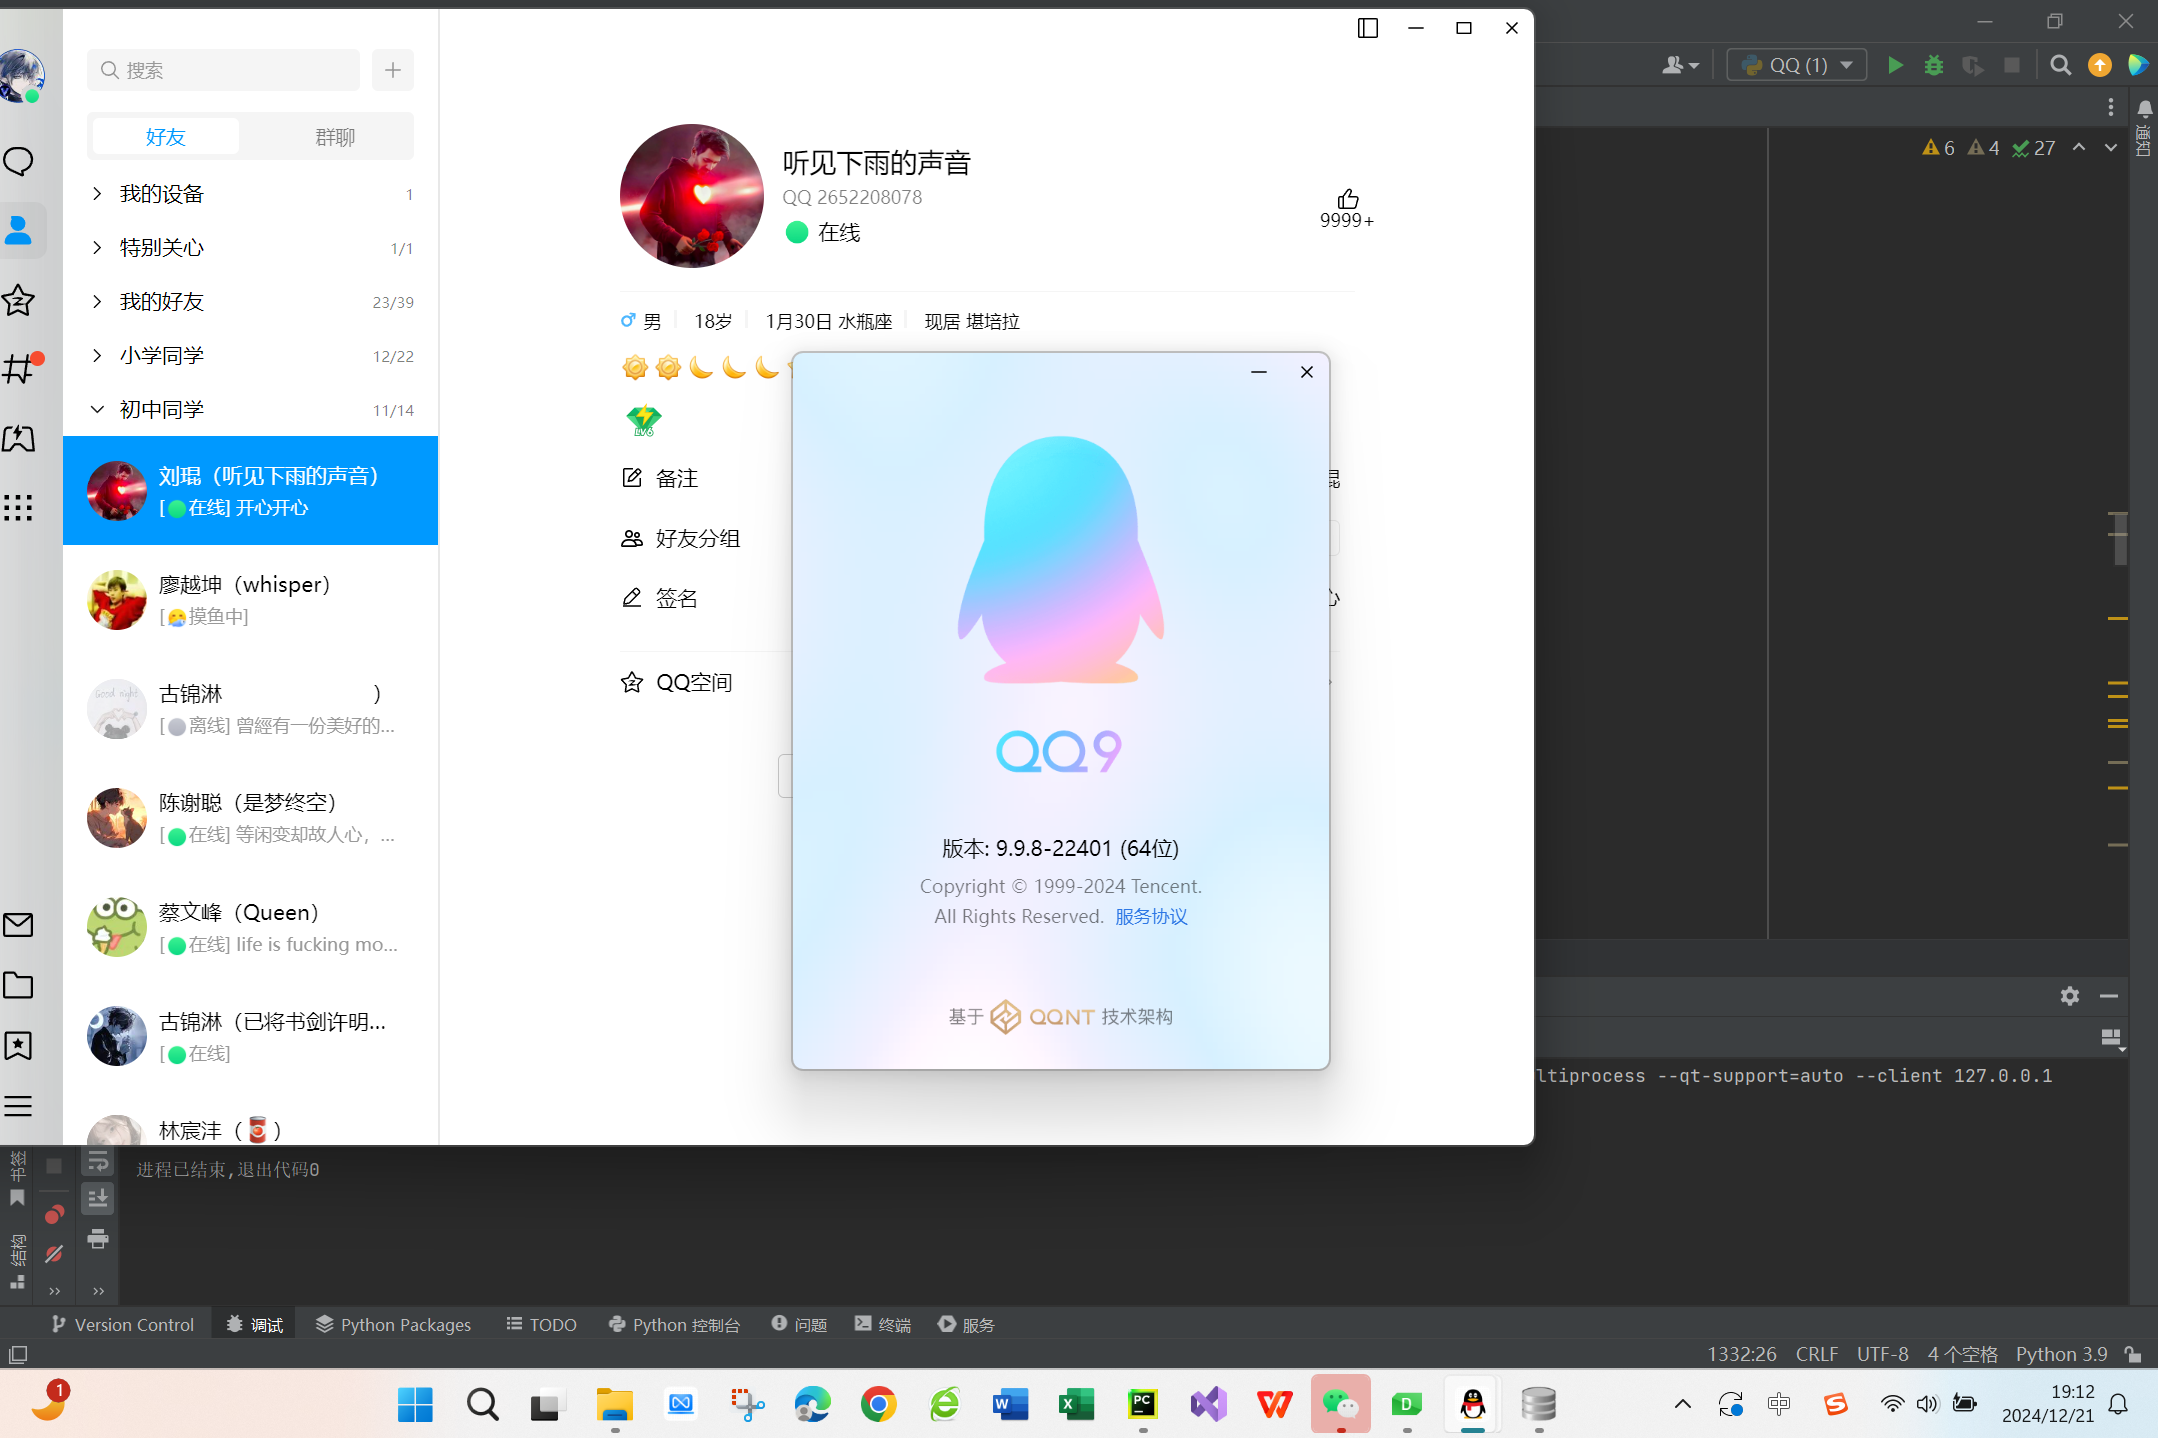 搜索
好友
群聊
我的设备 1
特别关心 1/1
我的好友 23/39
小学同学 12/22
初中同学 11/14
刘琨（听见下雨的声音）
[在线] 开心开心
廖越坤（whisper）
[摸鱼中]
古锦淋 ）
[离线] 曾經有一份美好的...
陈谢聪（是梦终空）
[在线] 等闲变却故人心，...
蔡文峰（Queen）
[在线] life is fucking mo...
古锦淋（已将书剑许明...
[在线]
林宸沣（ ）
听见下雨的声音
QQ 2652208078
在线
9999+
男 18岁 1月30日 水瓶座 现居 堪培拉
LV6
备注
好友分组
签名
QQ空间
QQ9
版本: 9.9.8-22401 (64位)
Copyright © 1999-2024 Tencent.
All Rights Reserved. 服务协议
基于 QQNT 技术架构
QQ (1)
6 4 27
通知
ltiprocess --qt-support=auto --client 127.0.0.1
进程已结束,退出代码0
书签
结构
Version Control 调试 Python Packages TODO Python 控制台 问题 终端 服务
1332:26 CRLF UTF-8 4 个空格 Python 3.9
1
中
19:12
2024/12/21